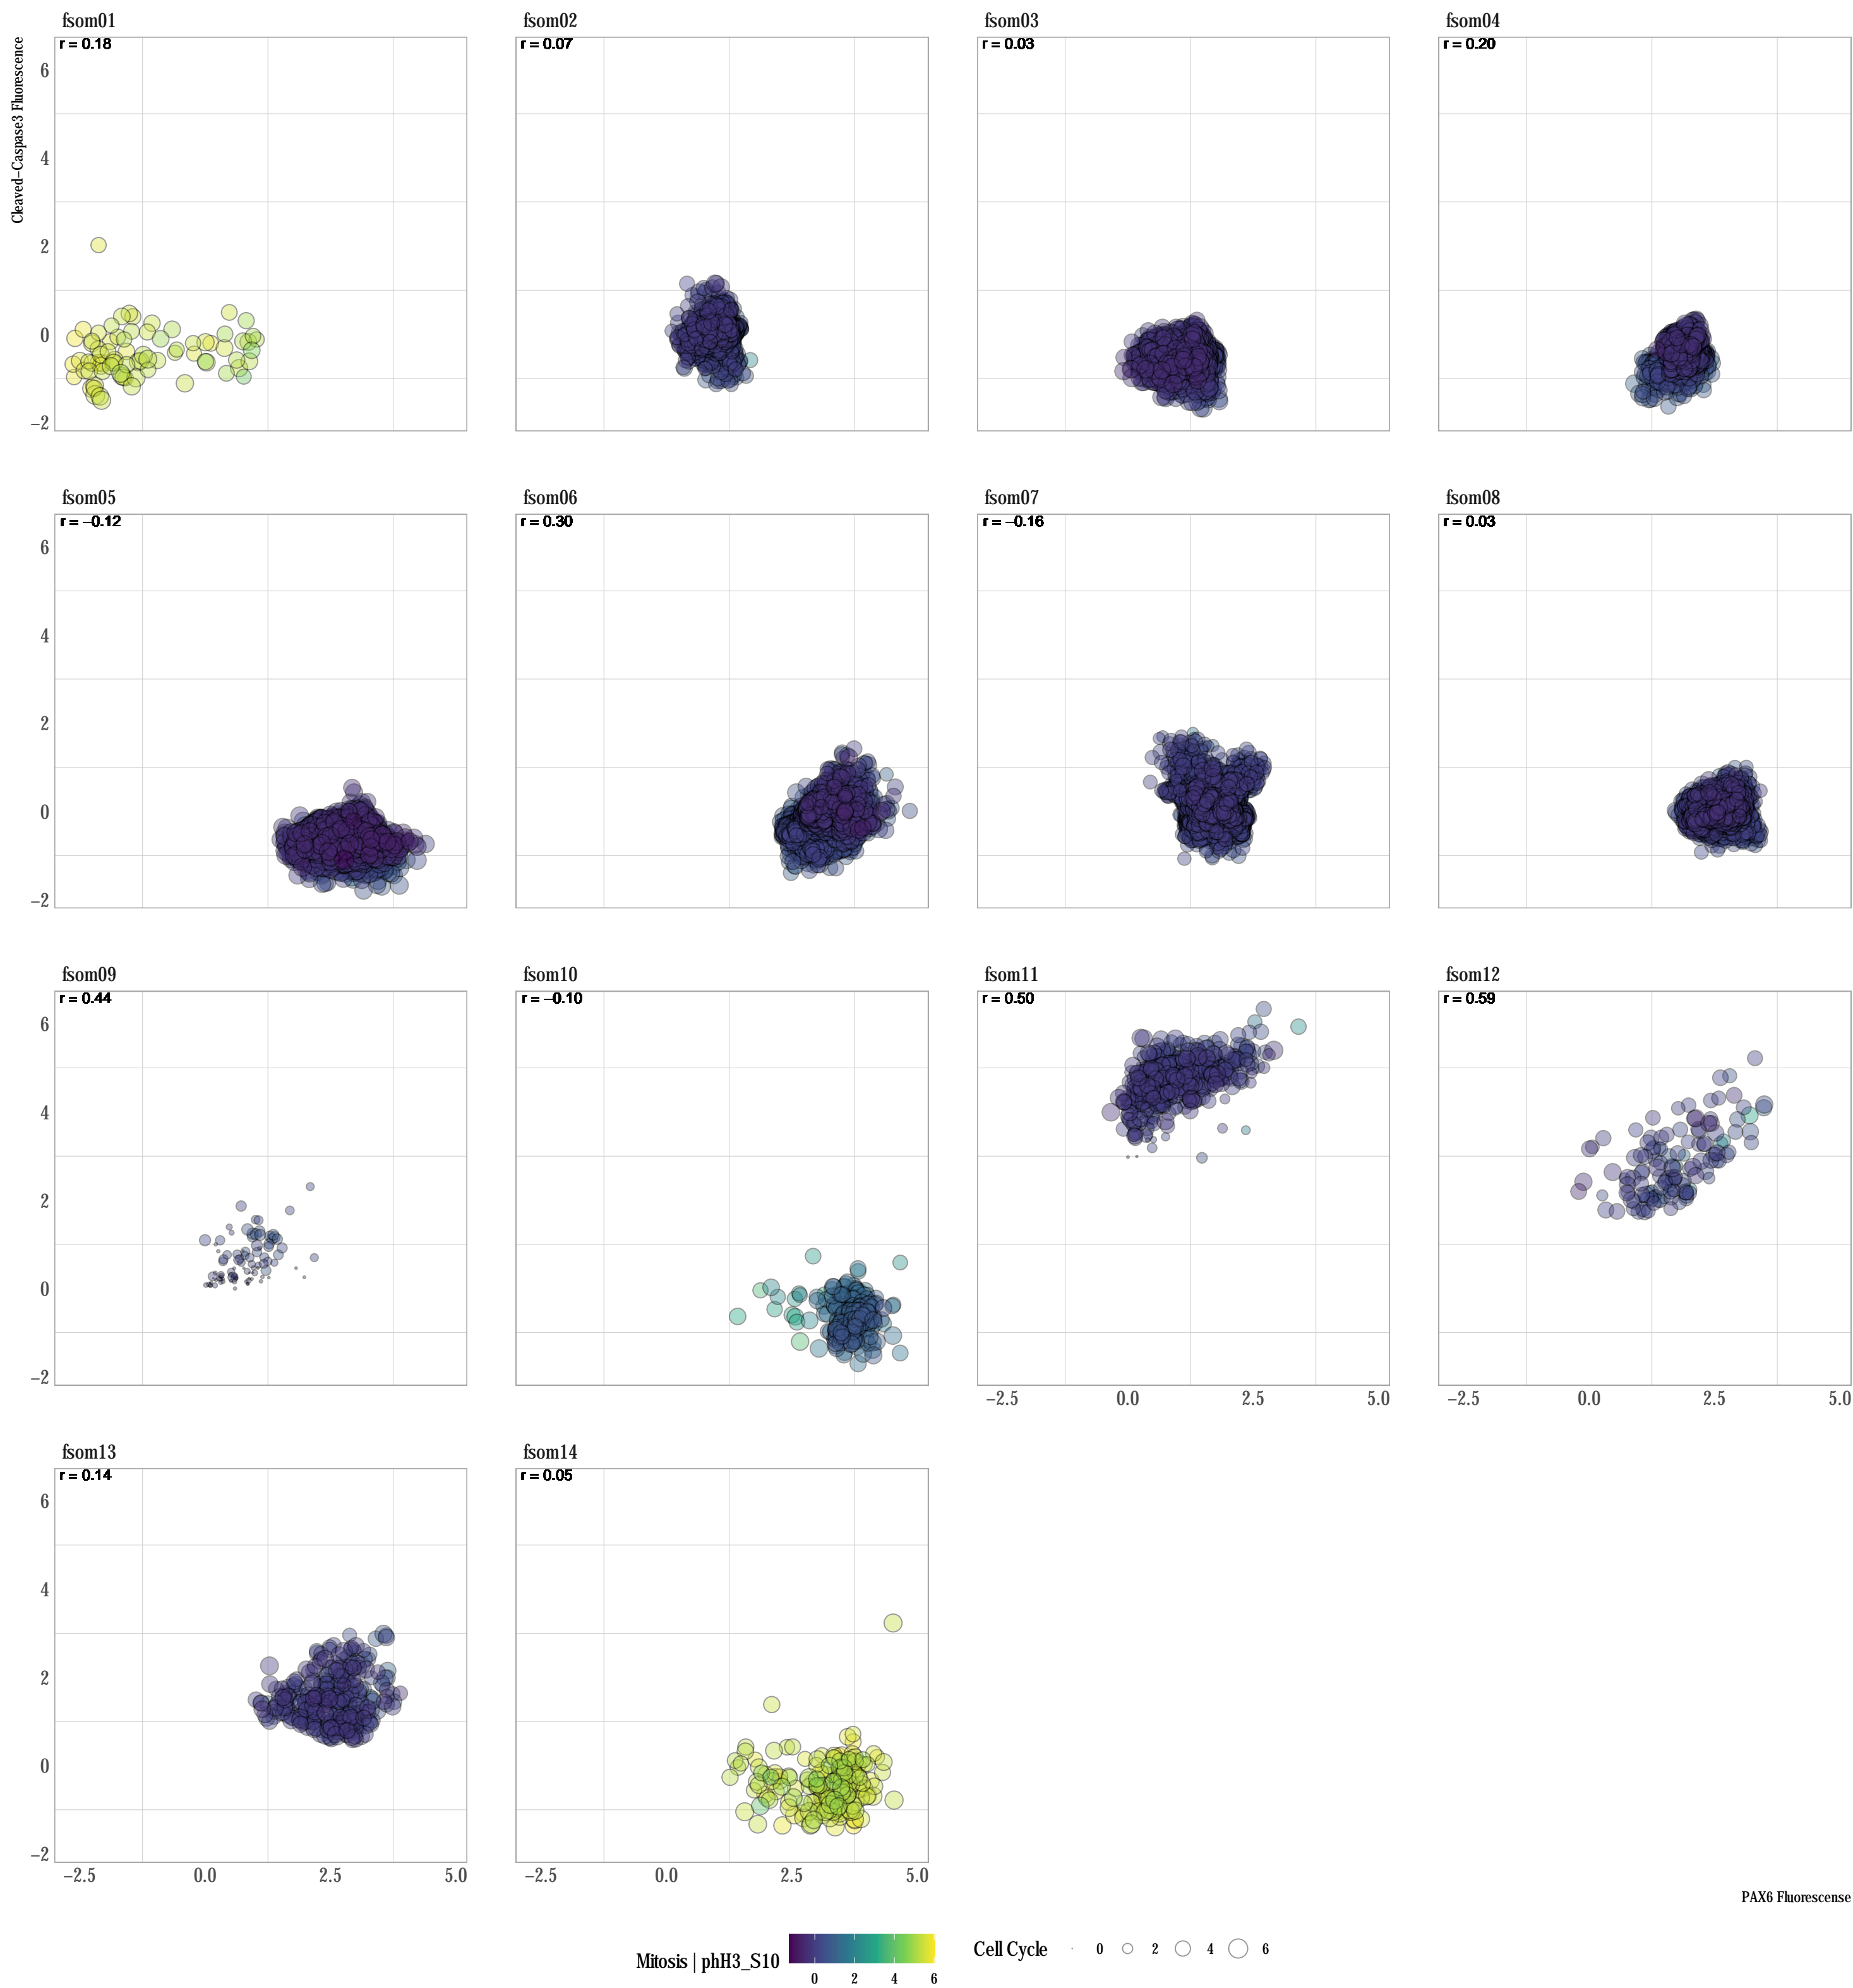 fsom01 fsom02 fsom03 fsom04
r = 0.18 r = 0.07 r = 0.03 r = 0.20
Cleaved−Caspase3 Fluorescence
6
4
2
0
−2
fsom05 fsom06 fsom07 fsom08
r = −0.12 r = 0.30 r = −0.16 r = 0.03
6
4
2
0
−2
fsom09 fsom10 fsom11 fsom12
r = 0.44 r = −0.10 r = 0.50 r = 0.59
6
4
2
0
−2
−2.5 0.0 2.5 5.0 −2.5 0.0 2.5 5.0
fsom13 fsom14
r = 0.14 r = 0.05
6
4
2
0
−2
−2.5 0.0 2.5 5.0 −2.5 0.0 2.5 5.0
PAX6 Fluorescense
Mitosis | phH3_S10 Cell Cycle 0 2 4 6
0 2 4 6